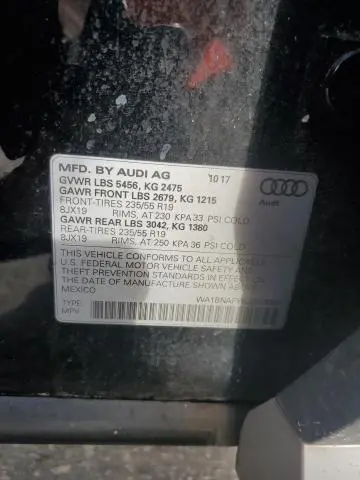 MFD. BY AUDI AG 10 17
GVWR LBS 5456, KG 2475
GAWR FRONT LBS 2679, KG 1215
FRONT-TIRES 235/55 R19
8JX19 RIMS, AT 230 KPA 33 PSI COLD
GAWR REAR LBS 3042, KG 1380
REAR-TIRES 235/55 R19
8JX19 RIMS, AT 250 KPA 36 PSI COLD
Audi
THIS VEHICLE CONFORMS TO ALL APPLICABLE
U.S. FEDERAL MOTOR VEHICLE SAFETY AND
THEFT PREVENTION STANDARDS IN EFFECT
ON THE DATE OF MANUFACTURE SHOWN ABOVE
MEXICO
TYPE:
MPV